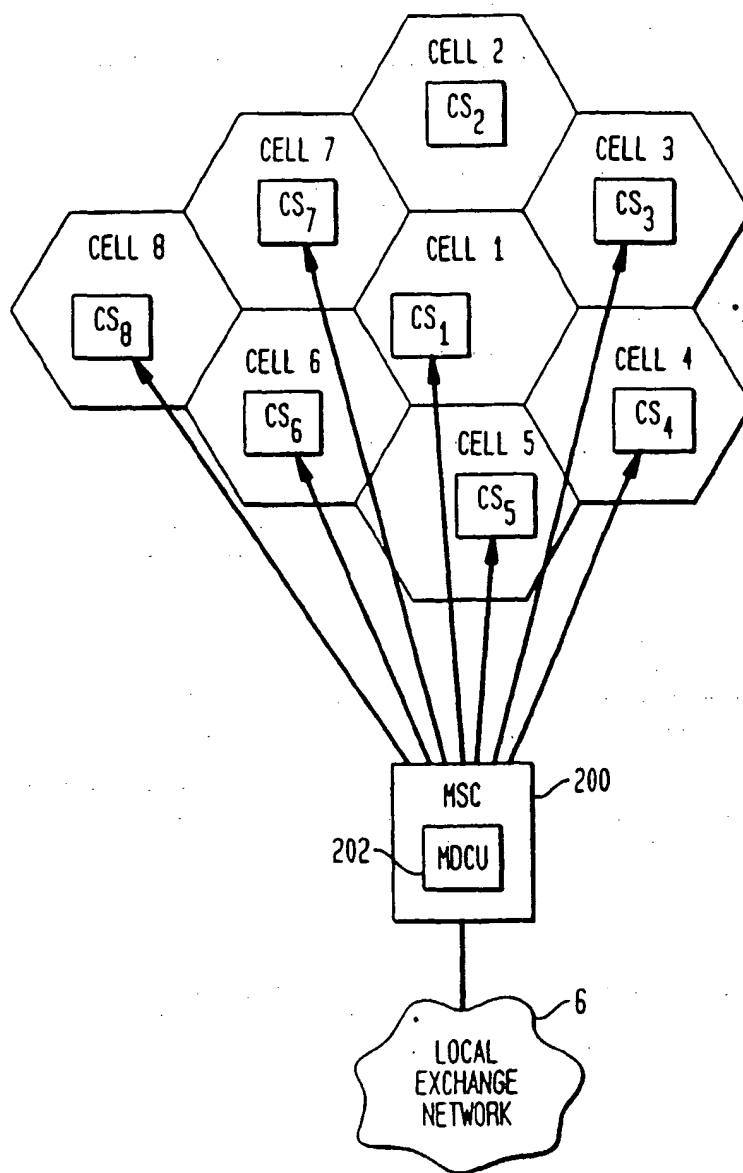 CELL 2
CS2
CELL 7
CS7
CELL 3
CS3
CELL 8
CS8
CELL 1
CS1
CELL 6
CS6
CELL 4
CS4
CELL 5
CS5
MSC
200
202
MDCU
6
LOCAL
EXCHANGE
NETWORK